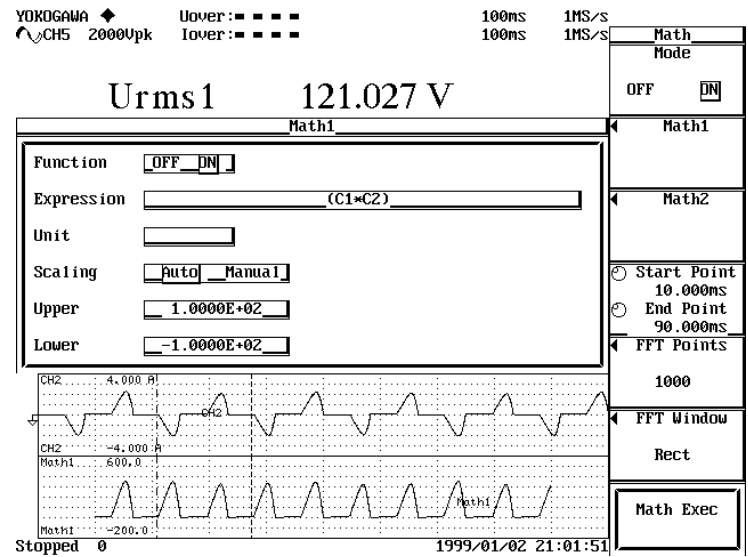 YOKOGAWA ◆ Uover:■ ■ ■ ■ 100ms 1MS/s
CH5 2000Vpk Iover:■ ■ ■ ■ 100ms 1MS/s
Urms1 121.027 V
Math1
Function OFF ON
Expression (C1*C2)
Unit
Scaling Auto Manual
Upper 1.0000E+02
Lower -1.0000E+02
CH2 4.000 A
CH2
CH2 -4.000 A
Math1 600.0
Math1
Math1 -200.0
Stopped 0 1999/01/02 21:01:51
Math
Mode
OFF ON
Math1
Math2
Start Point
10.000ms
End Point
90.000ms
FFT Points
1000
FFT Window
Rect
Math Exec